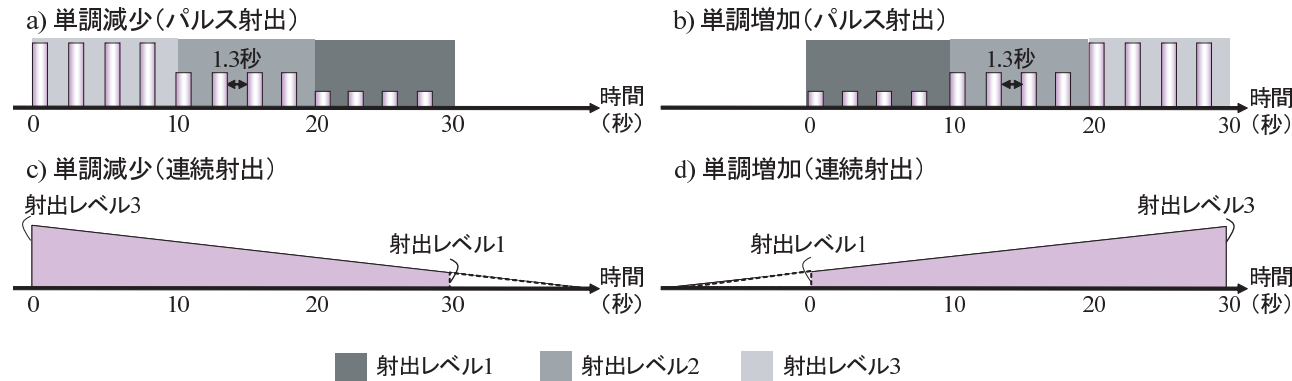 a) 単調減少（パルス射出）
1.3秒
時間
（秒）
0 10 20 30
b) 単調増加（パルス射出）
1.3秒
時間
（秒）
0 10 20 30
c) 単調減少（連続射出）
射出レベル3
射出レベル1
時間
（秒）
0 10 20 30
d) 単調増加（連続射出）
射出レベル3
射出レベル1
時間
（秒）
0 10 20 30
射出レベル1 射出レベル2 射出レベル3